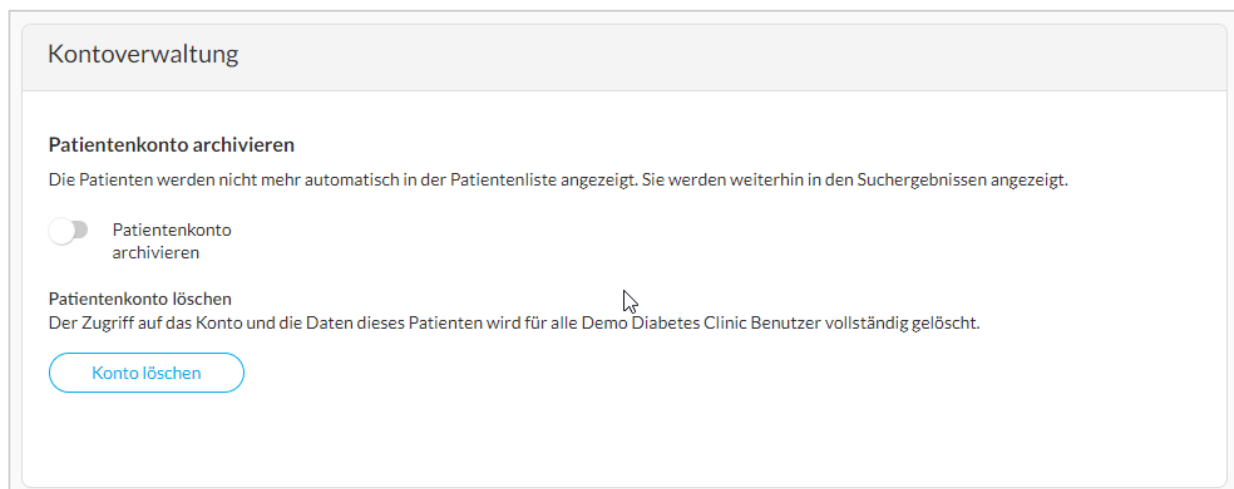 Kontoverwaltung
Patientenkonto archivieren
Die Patienten werden nicht mehr automatisch in der Patientenliste angezeigt. Sie werden weiterhin in den Suchergebnissen angezeigt.
Patientenkonto
archivieren
Patientenkonto löschen
Der Zugriff auf das Konto und die Daten dieses Patienten wird für alle Demo Diabetes Clinic Benutzer vollständig gelöscht.
Konto löschen